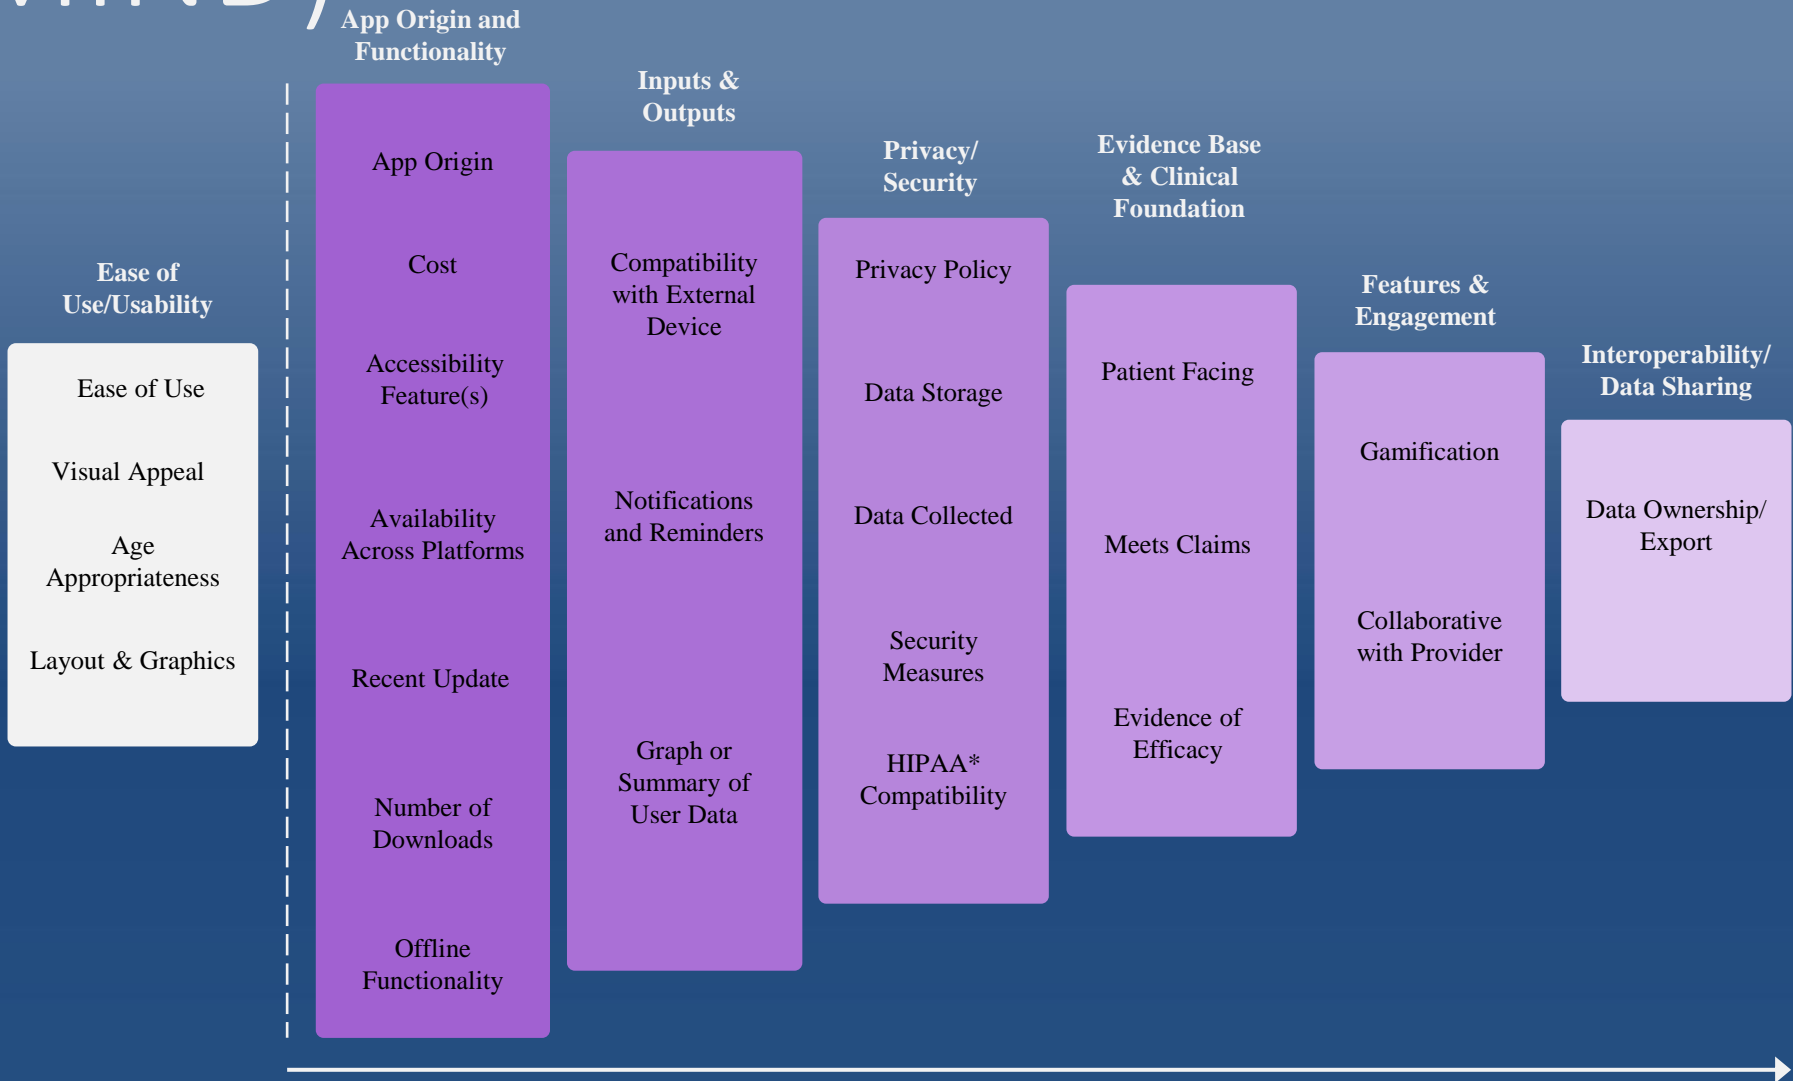 App Origin and
Functionality
App Origin
Cost
Accessibility
Feature(s)
Availability
Across Platforms
Recent Update
Number of
Downloads
Offline
Functionality
Inputs &
Outputs
Compatibility
with External
Device
Notifications
and Reminders
Graph or
Summary of
User Data
Privacy/
Security
Privacy Policy
Data Storage
Data Collected
Security
Measures
HIPAA*
Compatibility
Evidence Base
& Clinical
Foundation
Patient Facing
Meets Claims
Evidence of
Efficacy
Features &
Engagement
Gamification
Collaborative
with Provider
Interoperability/
Data Sharing
Data Ownership/
Export
Ease of
Use/Usability
Ease of Use
Visual Appeal
Age
Appropriateness
Layout & Graphics